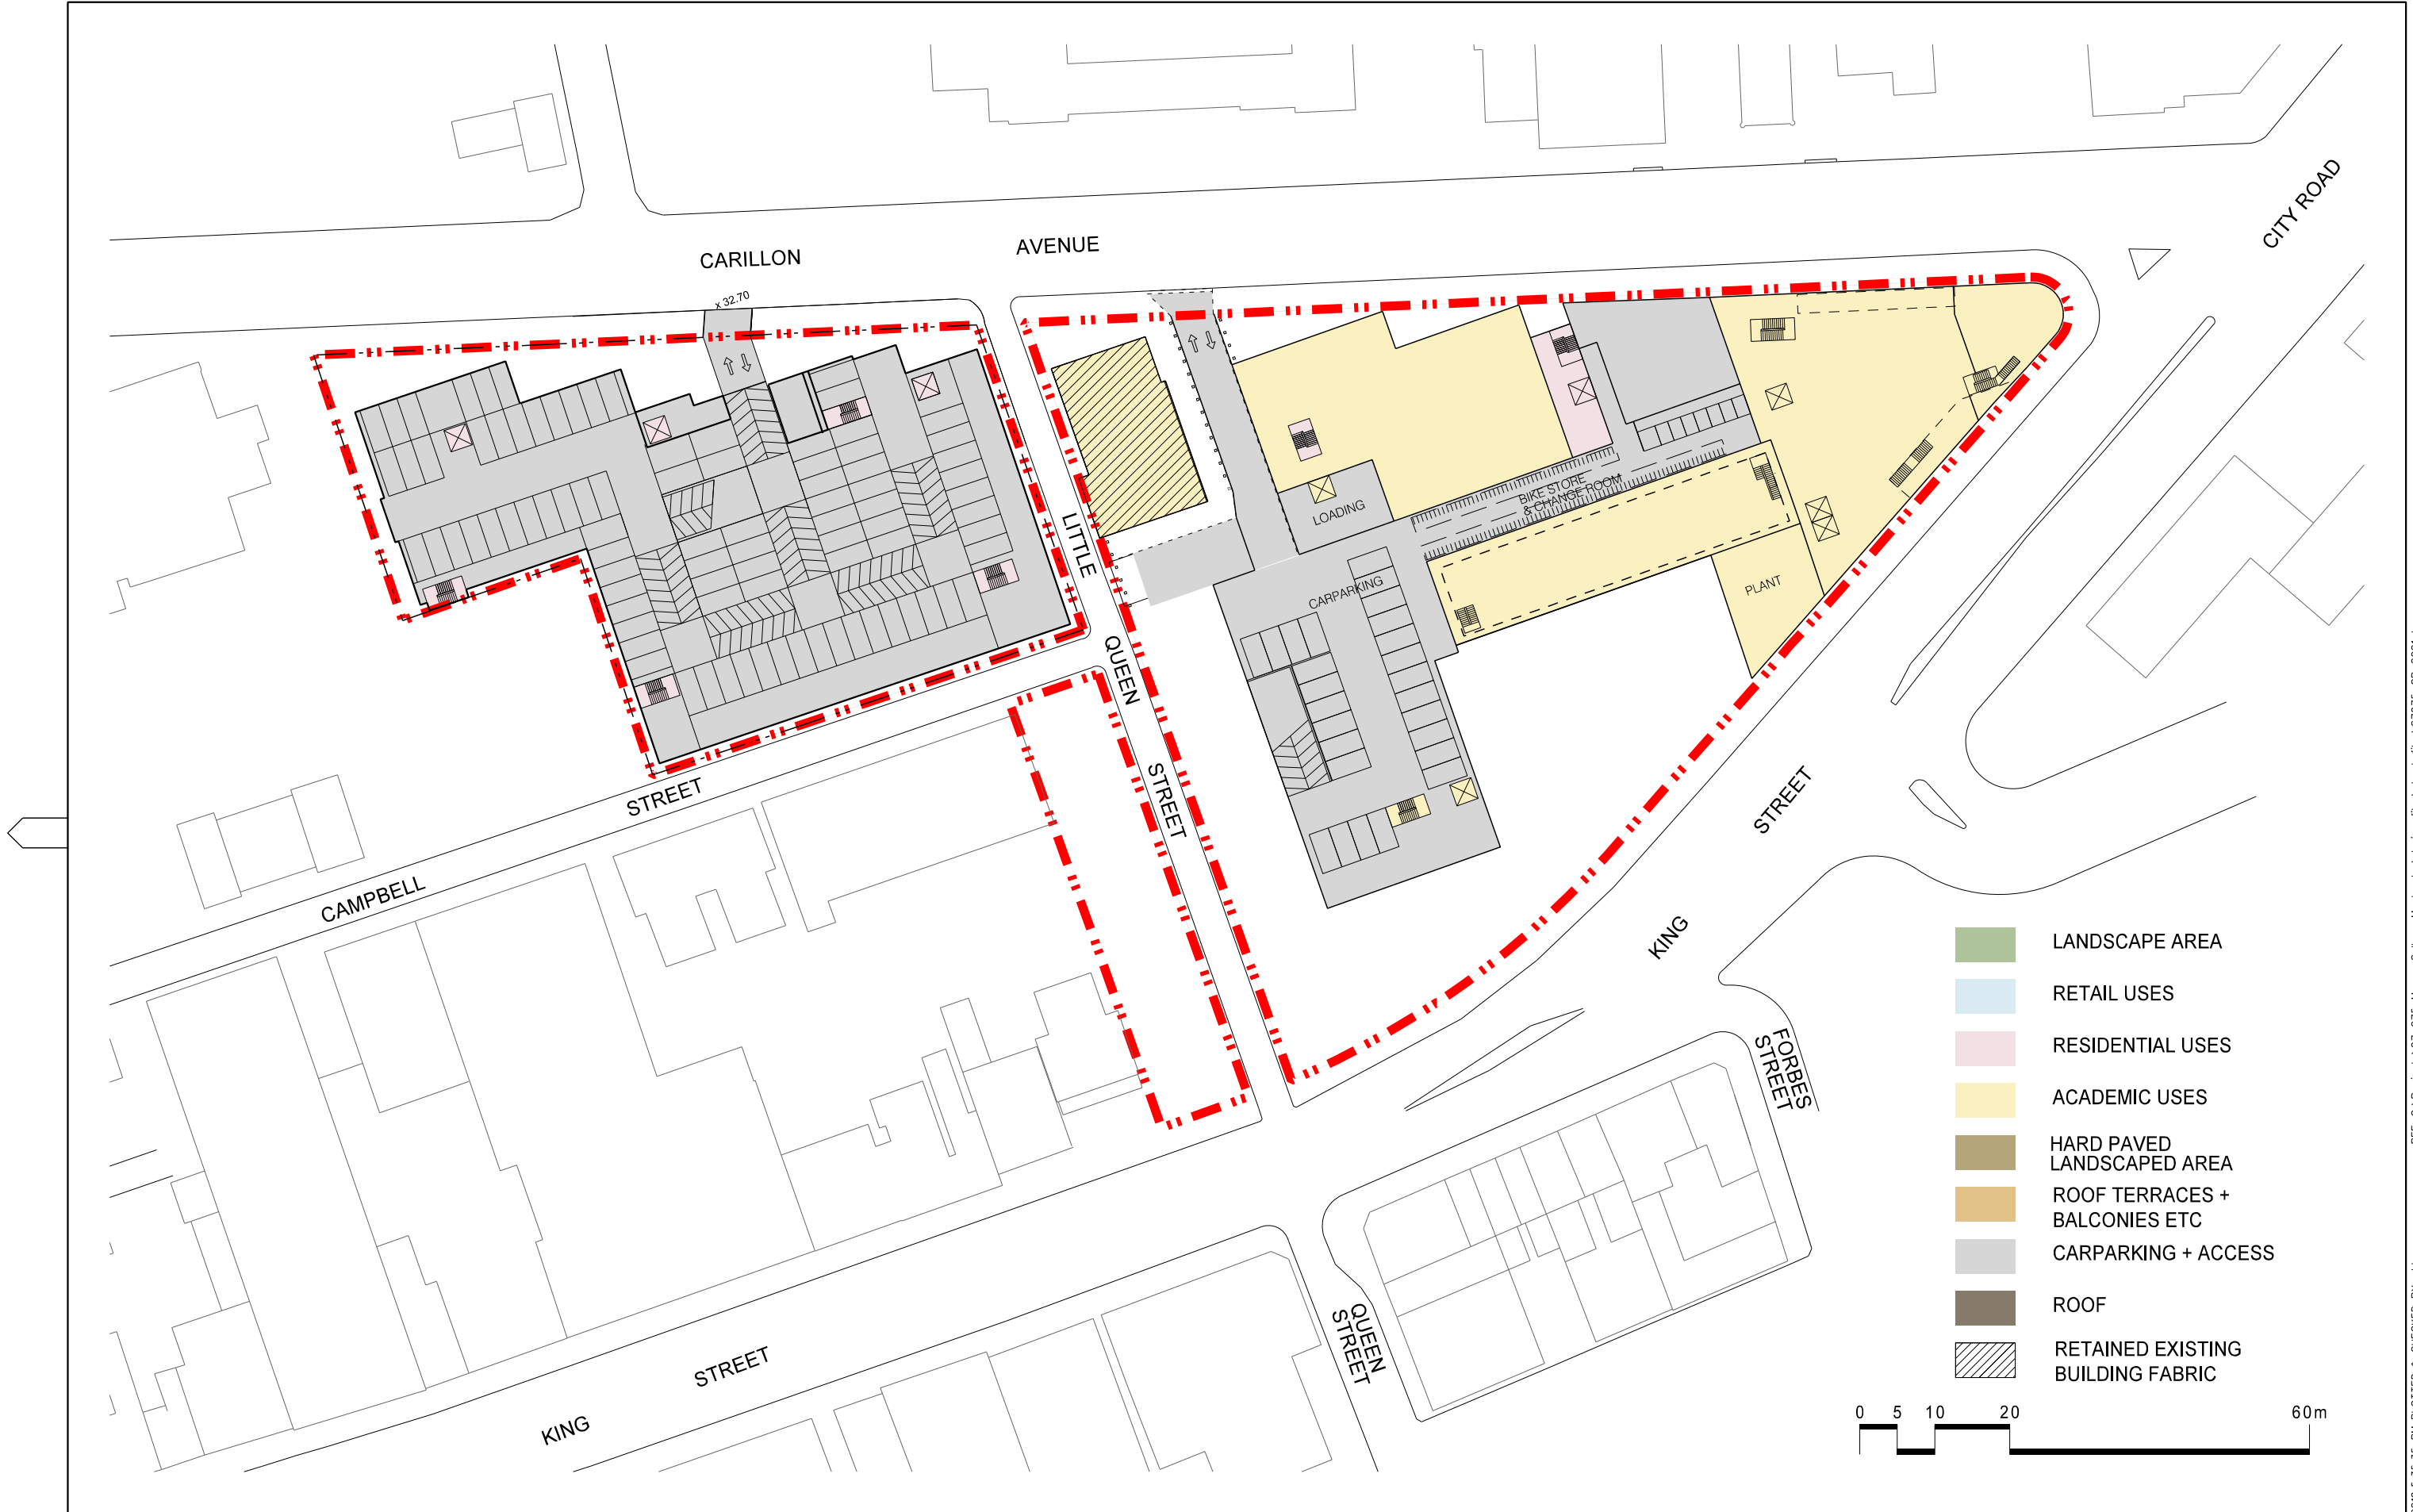 CITY ROAD
CARILLON
AVENUE
x 32.70
LITTLE
QUEEN
STREET
BIKE STORE
& CHANGE ROOM
LOADING
CARPARKING
PLANT
STREET
KING
STREET
CAMPBELL
FORBES
STREET
STREET
KING
QUEEN
STREET
LANDSCAPE AREA
RETAIL USES
RESIDENTIAL USES
ACADEMIC USES
HARD PAVED
LANDSCAPED AREA
ROOF TERRACES +
BALCONIES ETC
CARPARKING + ACCESS
ROOF
RETAINED EXISTING
BUILDING FABRIC
0 5 10 20 60m